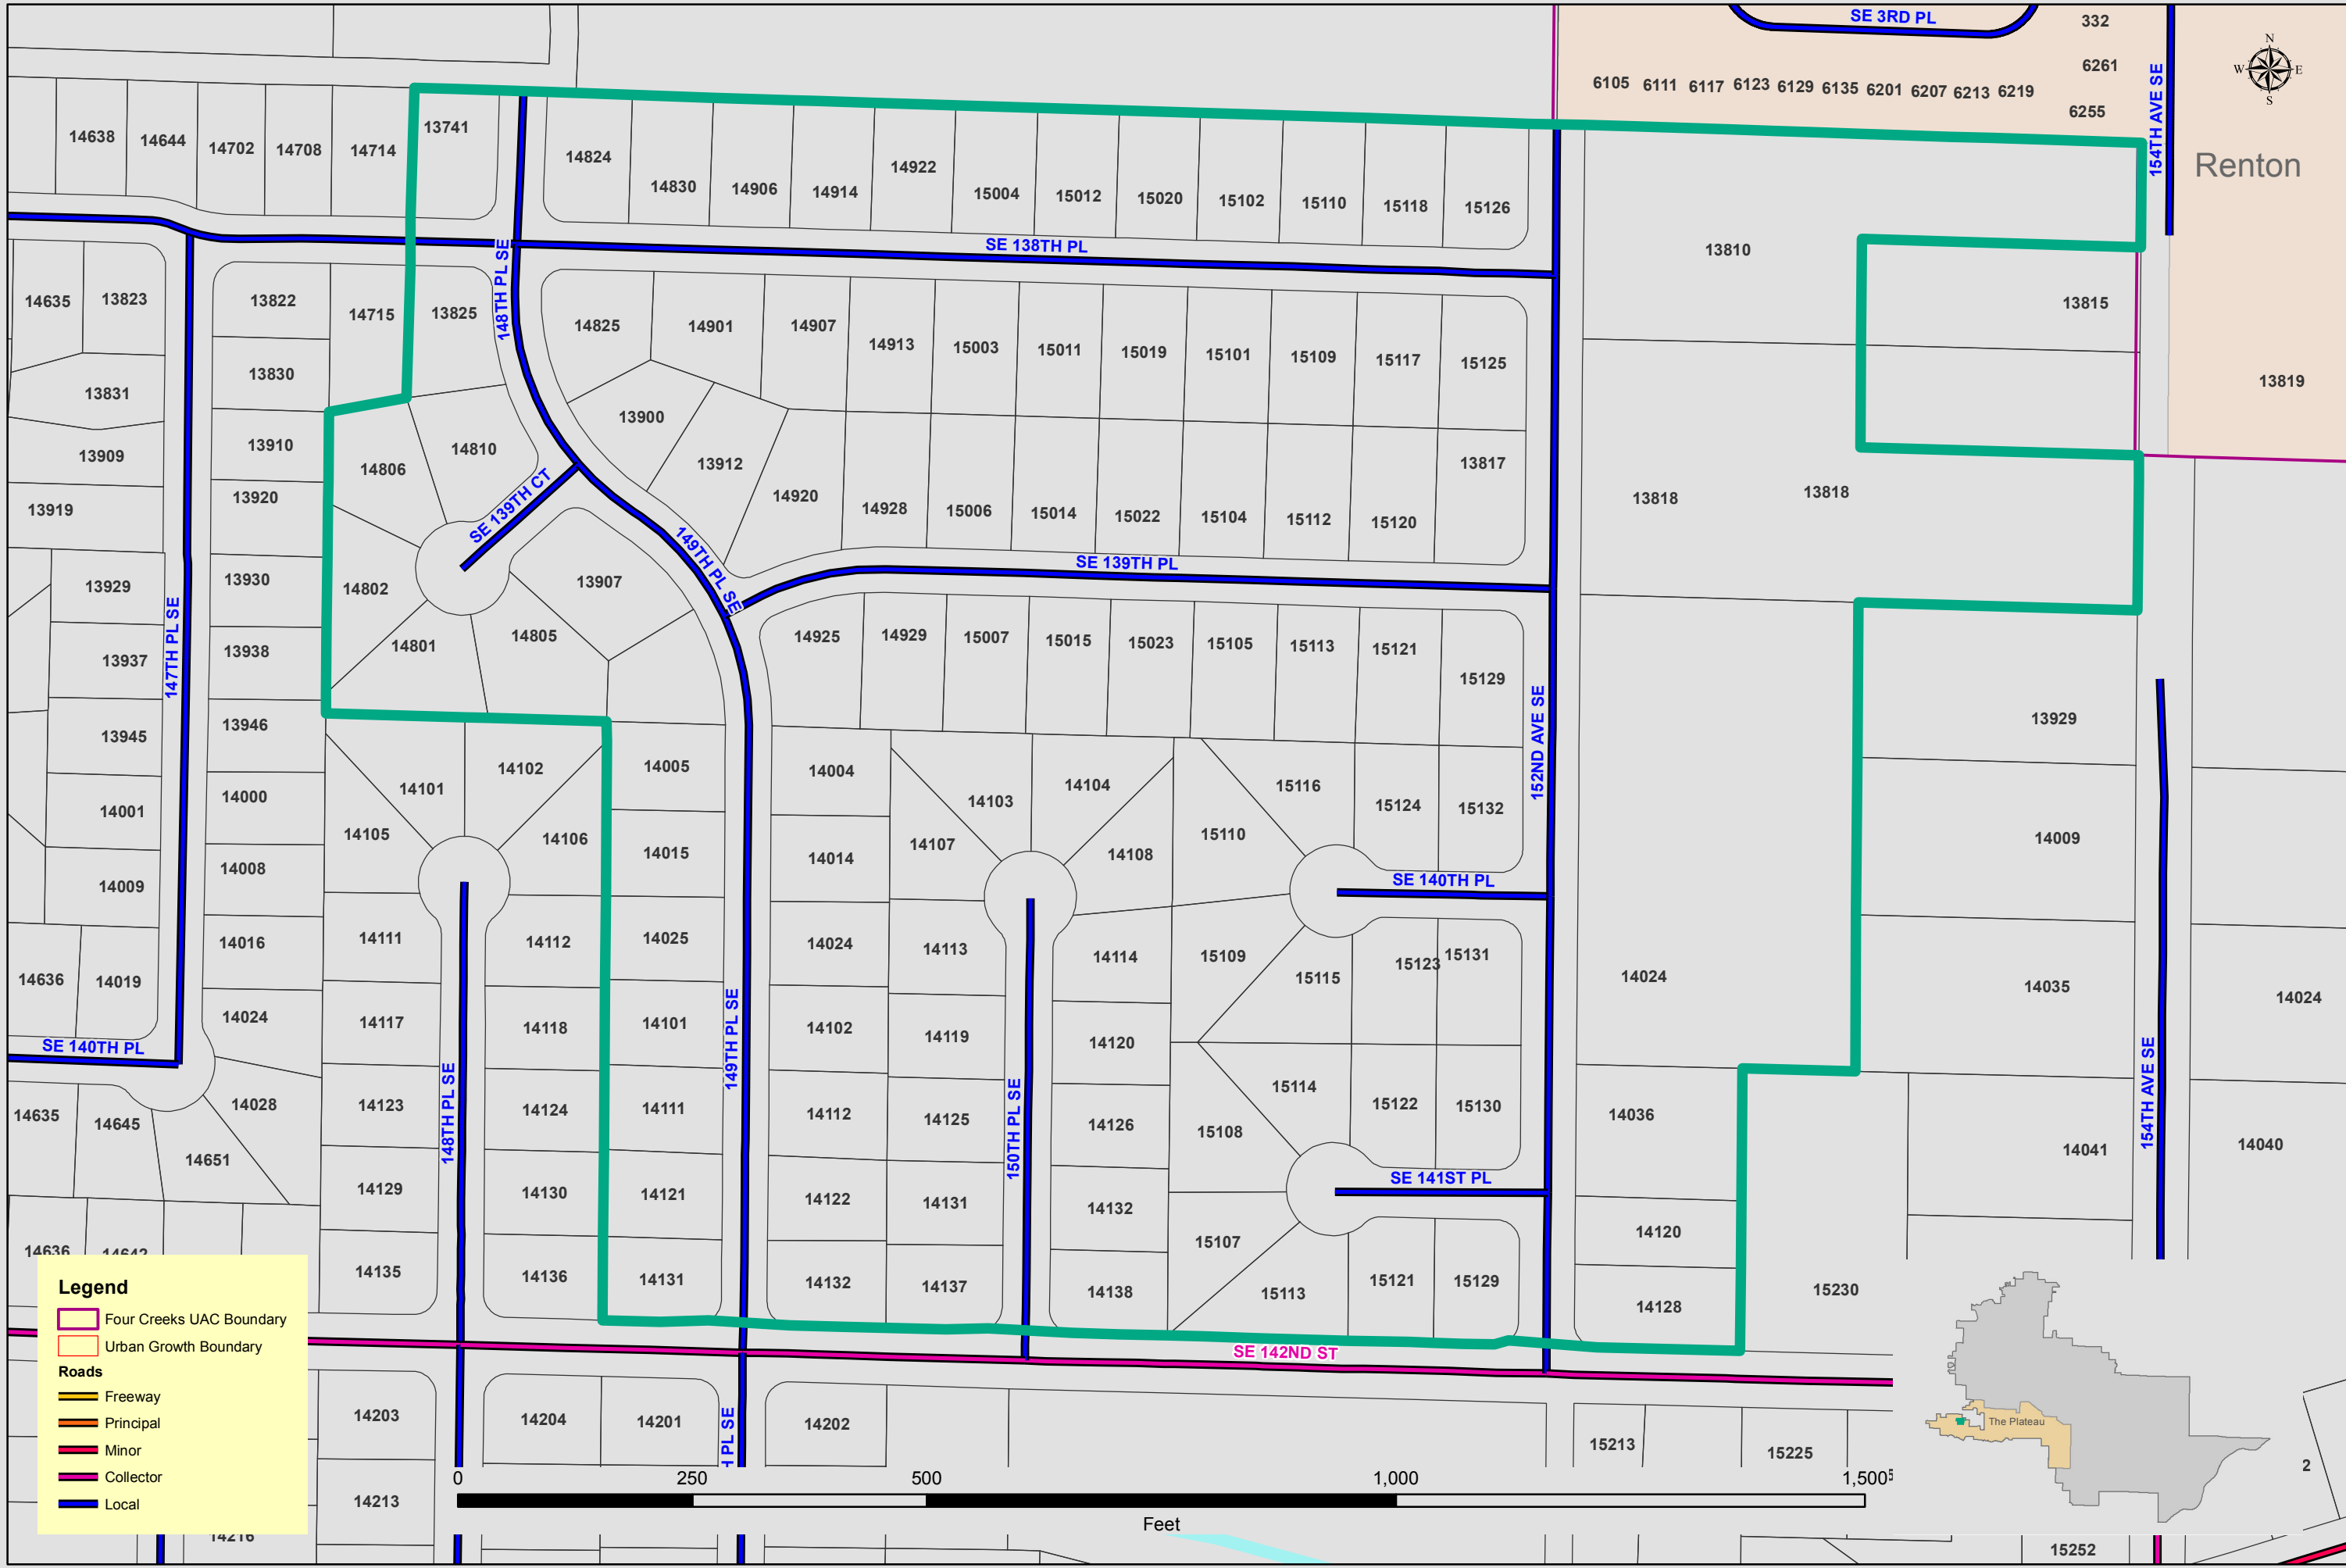 SE 3RD PL
332
6261
6105 6111 6117 6123 6129 6135 6201 6207 6213 6219
6255
154TH AVE SE
N
W E
S
Renton
14638 14644 14702 14708 14714 13741
14824 14830 14906 14914 14922 15004 15012 15020 15102 15110 15118 15126
SE 138TH PL
148TH PL SE
13810
13815
13819
14635 13823 13822 14715 13825
14825 14901 14907 14913 15003 15011 15019 15101 15109 15117 15125
13831 13830
13909 13910 14806 14810
13900 13912 14920 14928 15006 15014 15022 15104 15112 15120 13817
13818 13818
13919 13920
SE 139TH CT
149TH PL SE
SE 139TH PL
13929 13930 14802 13907
14801 14805
147TH PL SE
13937 13938
14925 14929 15007 15015 15023 15105 15113 15121 15129
152ND AVE SE
13929
13945 13946
14101 14102 14005 14004 14103 14104 15116 15124 15132
14001 14000 14105 14106 14015 14014 14107 14108 15110
14009
14009 14008
SE 140TH PL
14636 14019 14016 14111 14112 14025 14024 14113 14114 15109 15115 15123 15131
14024 14035 14024
14024 14117 14118 14101 14102 14119 14120
SE 140TH PL
149TH PL SE
148TH PL SE
150TH PL SE
154TH AVE SE
14635 14645 14028 14123 14124 14111 14112 14125 14126 15108 15114 15122 15130
14036 14041 14040
14651 14129 14130 14121 14122 14131 14132
SE 141ST PL
14120
14636 14642
14135 14136 14131 14132 14137 14138 15107 15113 15121 15129
14128 15230
SE 142ND ST
Legend
Four Creeks UAC Boundary
Urban Growth Boundary
Roads
Freeway
Principal
Minor
Collector
Local
14203 14204 14201 14202
H PL SE
15213 15225
14213
14216
0 250 500 1,000 1,500
Feet
The Plateau
2
15252